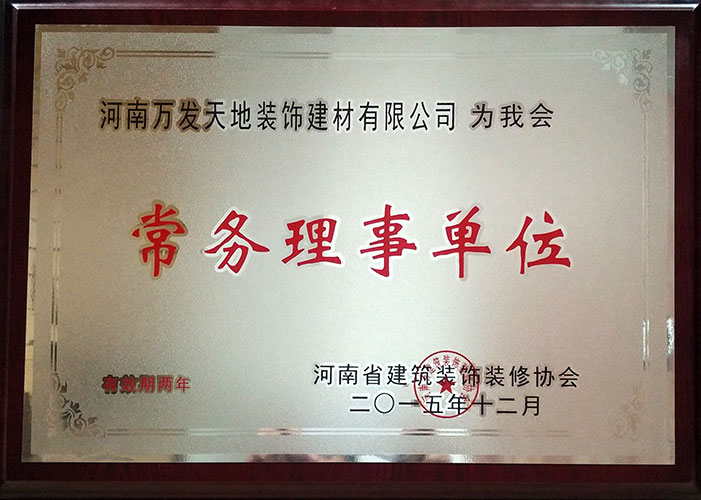 河南万发天地装饰建材有限公司 为我会
常务理事单位
有效期两年
河南省建筑装饰装修协会
二〇一五年十二月